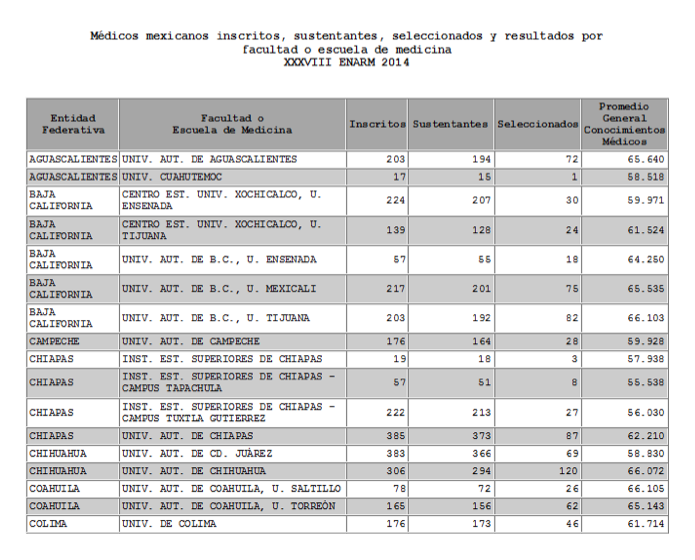 Médicos mexicanos inscritos, sustentantes, seleccionados y resultados por
facultad o escuela de medicina
XXXVIII ENARM 2014
Entidad Federativa Facultad o Escuela de Medicina Inscritos Sustentantes Seleccionados Promedio General Conocimientos Médicos
AGUASCALIENTES UNIV. AUT. DE AGUASCALIENTES 203 194 72 65.640
AGUASCALIENTES UNIV. CUAHUTEMOC 17 15 1 58.518
BAJA CALIFORNIA CENTRO EST. UNIV. XOCHICALCO, U. ENSENADA 224 207 30 59.971
BAJA CALIFORNIA CENTRO EST. UNIV. XOCHICALCO, U. TIJUANA 139 128 24 61.524
BAJA CALIFORNIA UNIV. AUT. DE B.C., U. ENSENADA 57 55 18 64.250
BAJA CALIFORNIA UNIV. AUT. DE B.C., U. MEXICALI 217 201 75 65.535
BAJA CALIFORNIA UNIV. AUT. DE B.C., U. TIJUANA 203 192 82 66.103
CAMPECHE UNIV. AUT. DE CAMPECHE 176 164 28 59.928
CHIAPAS INST. EST. SUPERIORES DE CHIAPAS 19 18 3 57.938
CHIAPAS INST. EST. SUPERIORES DE CHIAPAS - CAMPUS TAPACHULA 57 51 8 55.538
CHIAPAS INST. EST. SUPERIORES DE CHIAPAS - CAMPUS TUXTLA GUTIERREZ 222 213 27 56.030
CHIAPAS UNIV. AUT. DE CHIAPAS 385 373 87 62.210
CHIHUAHUA UNIV. AUT. DE CD. JUÀREZ 383 366 69 58.830
CHIHUAHUA UNIV. AUT. DE CHIHUAHUA 306 294 120 66.072
COAHUILA UNIV. AUT. DE COAHUILA, U. SALTILLO 78 72 26 66.105
COAHUILA UNIV. AUT. DE COAHUILA, U. TORREÓN 165 156 62 65.143
COLIMA UNIV. DE COLIMA 176 173 46 61.714